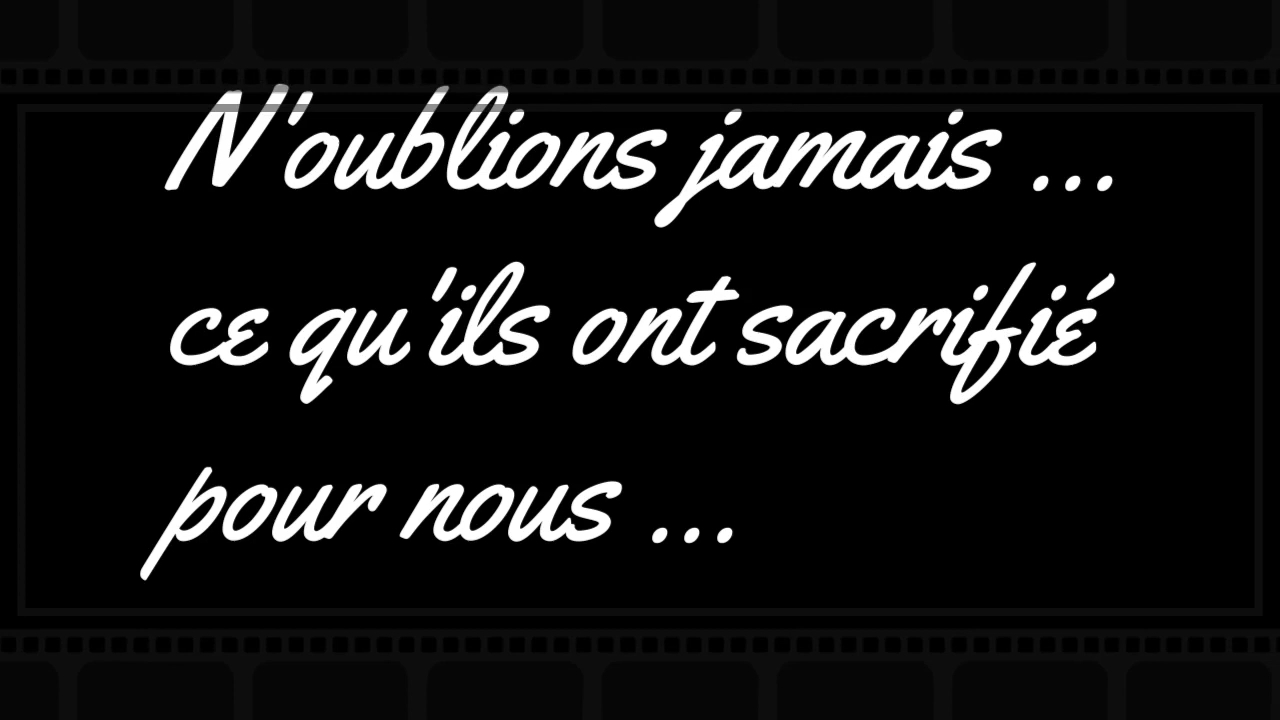 N'oublions jamais ...
ce qu'ils ont sacrifié
pour nous ...